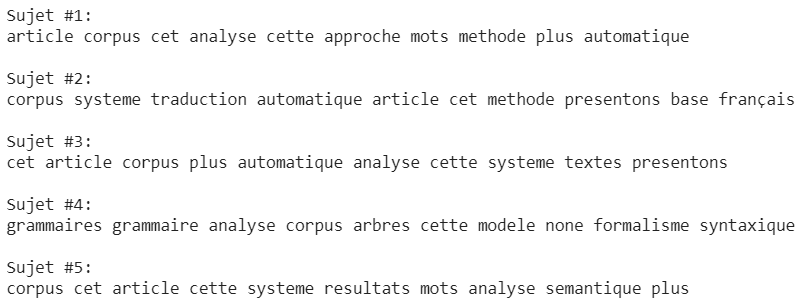 Sujet #1:
article corpus cet analyse cette approche mots methode plus automatique
Sujet #2:
corpus systeme traduction automatique article cet methode presentons base français
Sujet #3:
cet article corpus plus automatique analyse cette systeme textes presentons
Sujet #4:
grammaires grammaire analyse corpus arbres cette modele none formalisme syntaxique
Sujet #5:
corpus cet article cette systeme resultats mots analyse semantique plus